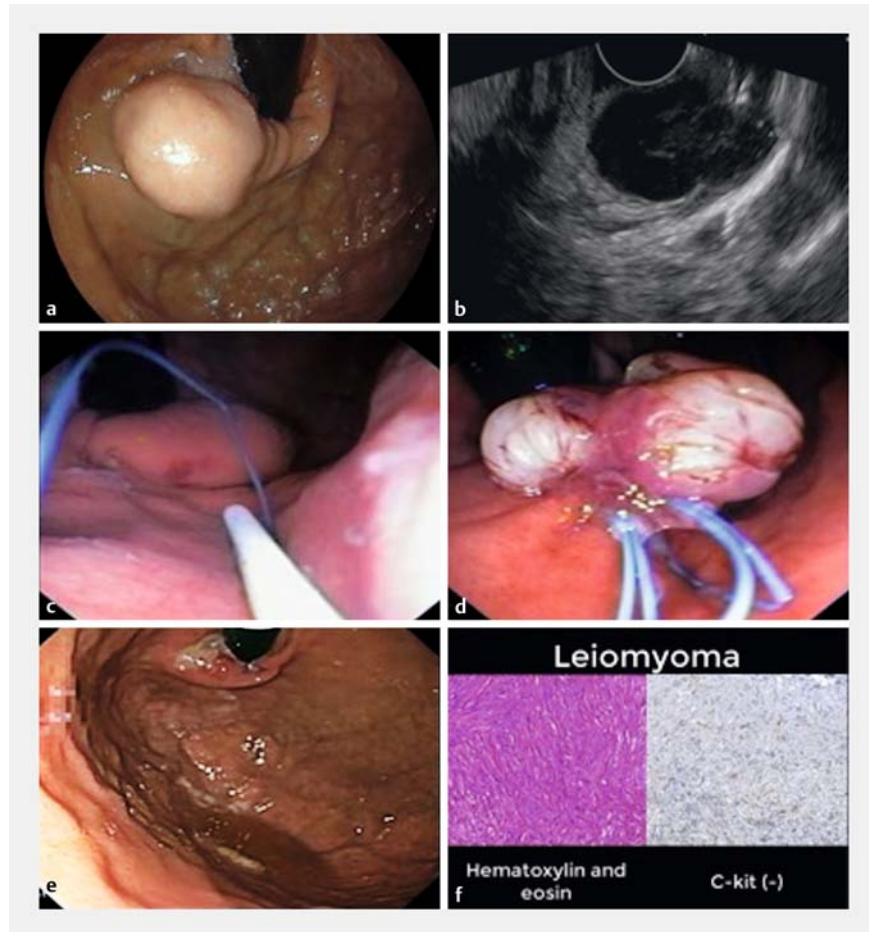 a
b
c
d
e
Leiomyoma
Hematoxylin and
eosin
C-kit (-)
f